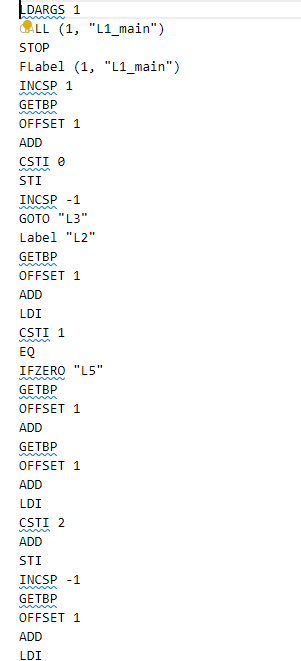 LDARGS 1
CALL (1, "L1_main")
STOP
FLabel (1, "L1_main")
INCSP 1
GETBP
OFFSET 1
ADD
CSTI 0
STI
INCSP -1
GOTO "L3"
Label "L2"
GETBP
OFFSET 1
ADD
LDI
CSTI 1
EQ
IFZERO "L5"
GETBP
OFFSET 1
ADD
GETBP
OFFSET 1
ADD
LDI
CSTI 2
ADD
STI
INCSP -1
GETBP
OFFSET 1
ADD
LDI